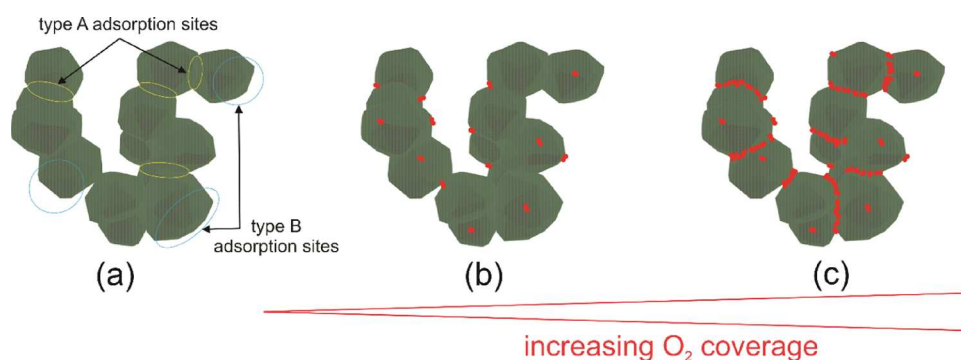 type A adsorption sites
type B
adsorption sites
(a)
(b)
(c)
increasing O₂ coverage